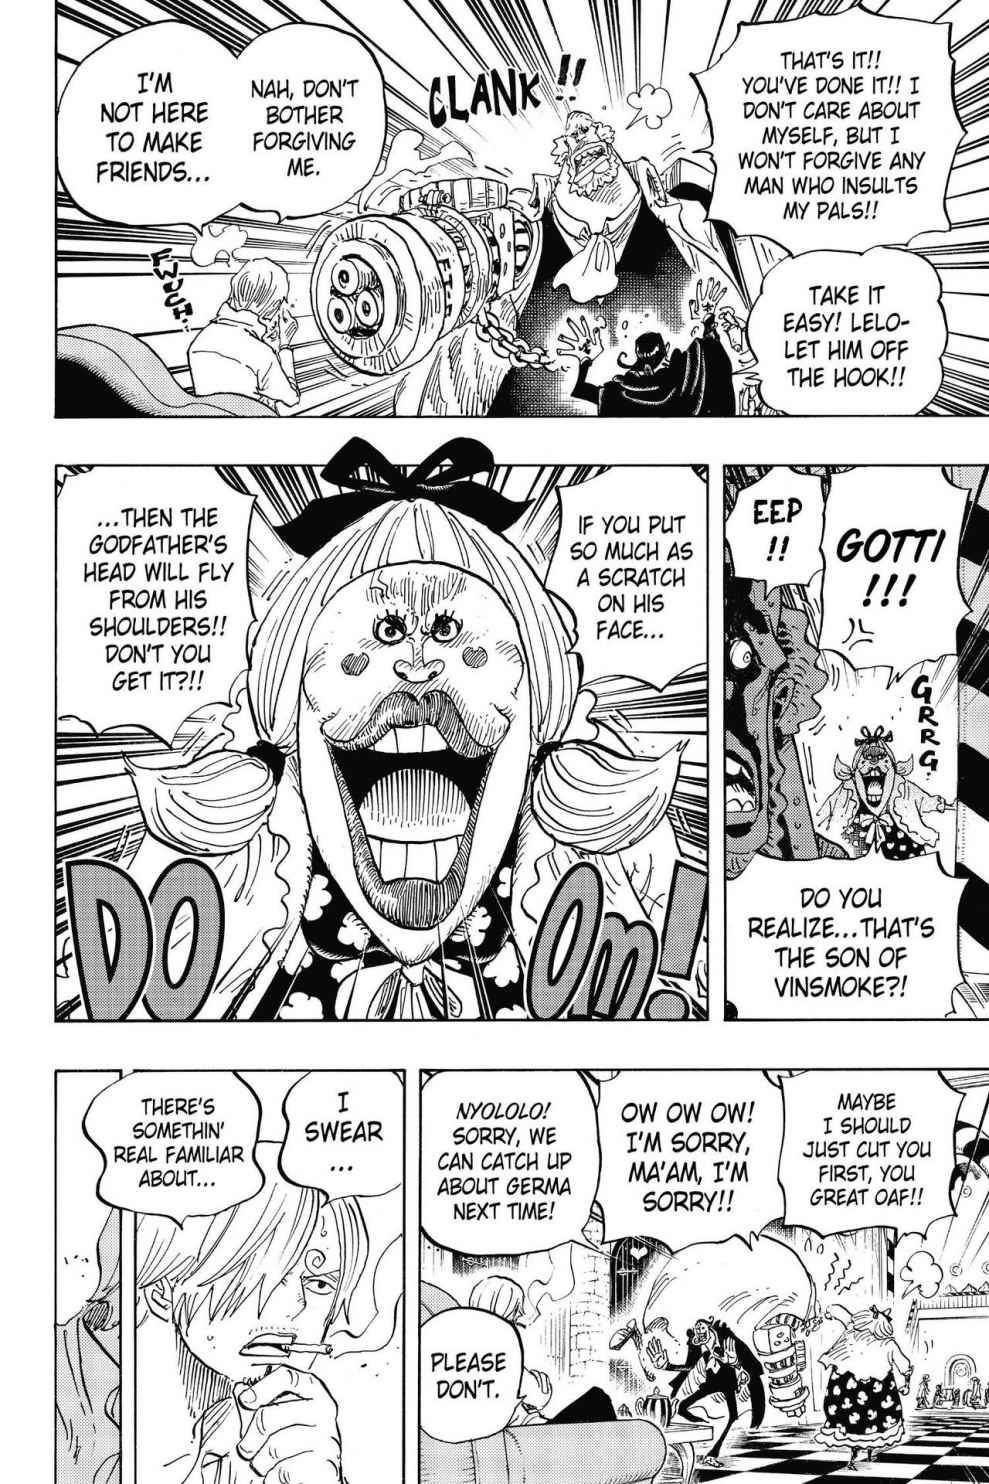 THAT'S IT!!
YOU'VE DONE IT!! I
DON'T CARE ABOUT
MYSELF, BUT I
WON'T FORGIVE ANY
MAN WHO INSULTS
MY PALS!!
CLANK!!
TAKE IT
EASY! LELO-
LET HIM OFF
THE HOOK!!
NAH, DON'T
BOTHER
FORGIVING
ME.
I'M
NOT HERE
TO MAKE
FRIENDS...
FWUCH.
GOTTI
!!!
EEP
!!
GRRG.
DO YOU
REALIZE...THAT'S
THE SON OF
VINSMOKE?!
IF YOU PUT
SO MUCH AS
A SCRATCH
ON HIS
FACE...
...THEN THE
GODFATHER'S
HEAD WILL FLY
FROM HIS
SHOULDERS!!
DON'T YOU
GET IT?!!
DOOM!
MAYBE
I SHOULD
JUST CUT YOU
FIRST, YOU
GREAT OAF!!
OW OW OW!
I'M SORRY,
MA'AM, I'M
SORRY!!
NYOLOLO!
SORRY, WE
CAN CATCH UP
ABOUT GERMA
NEXT TIME!
PLEASE
DON'T.
I
SWEAR
...
THERE'S
SOMETHIN'
REAL FAMILIAR
ABOUT...